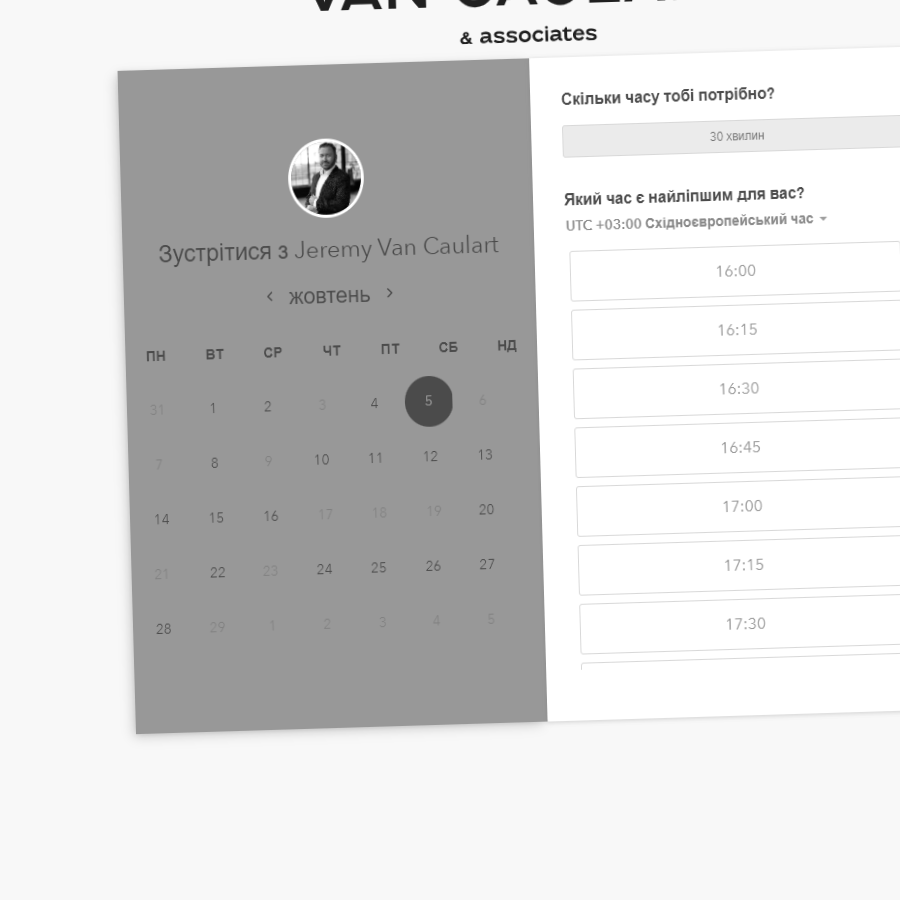 & associates
Зустрітися з Jeremy Van Caulart
‹ жовтень ›
ПН ВТ СР ЧТ ПТ СБ НД
31 1 2 3 4 5 6
7 8 9 10 11 12 13
14 15 16 17 18 19 20
21 22 23 24 25 26 27
28 29 1 2 3 4 5
Скільки часу тобі потрібно?
30 хвилин
Який час є найліпшим для вас?
UTC +03:00 Східноєвропейський час
16:00
16:15
16:30
16:45
17:00
17:15
17:30